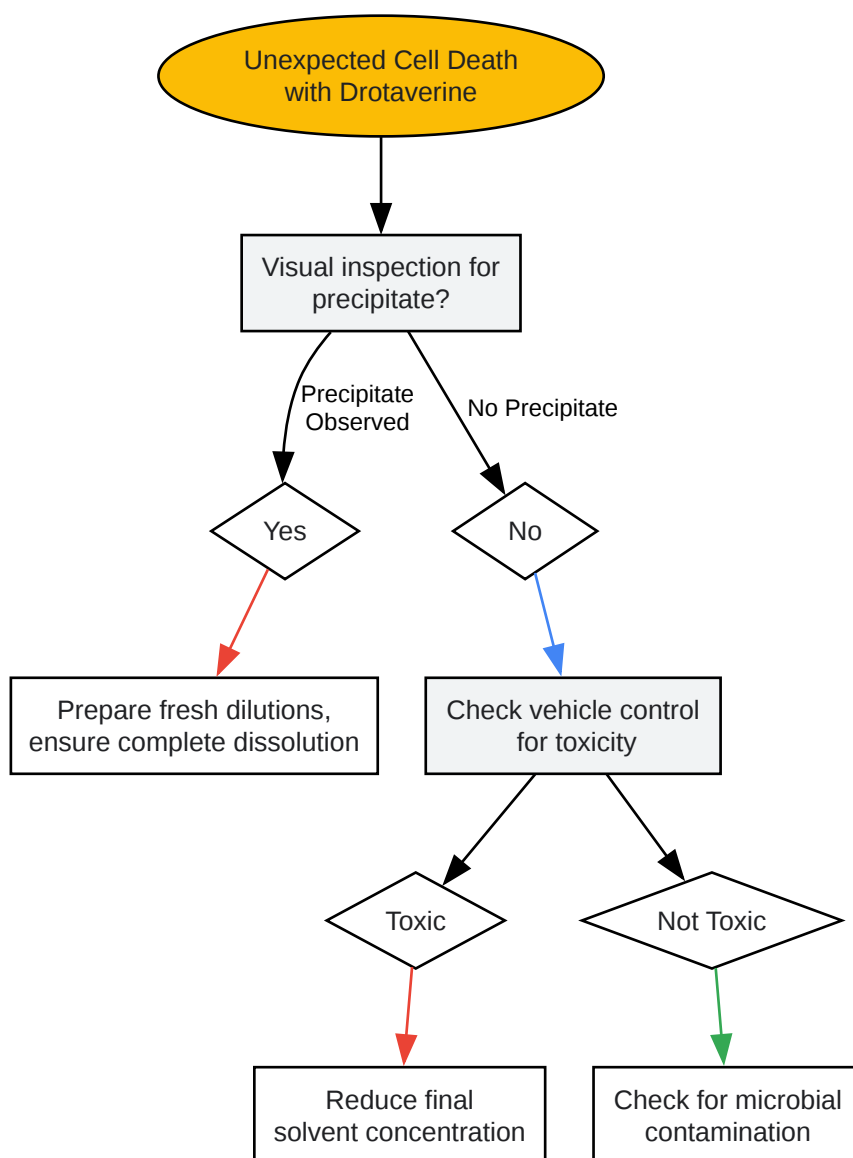 Unexpected Cell Death
with Drotaverine
Visual inspection for
precipitate?
Precipitate
Observed
No Precipitate
Yes
No
Prepare fresh dilutions,
ensure complete dissolution
Check vehicle control
for toxicity
Toxic
Not Toxic
Reduce final
solvent concentration
Check for microbial
contamination